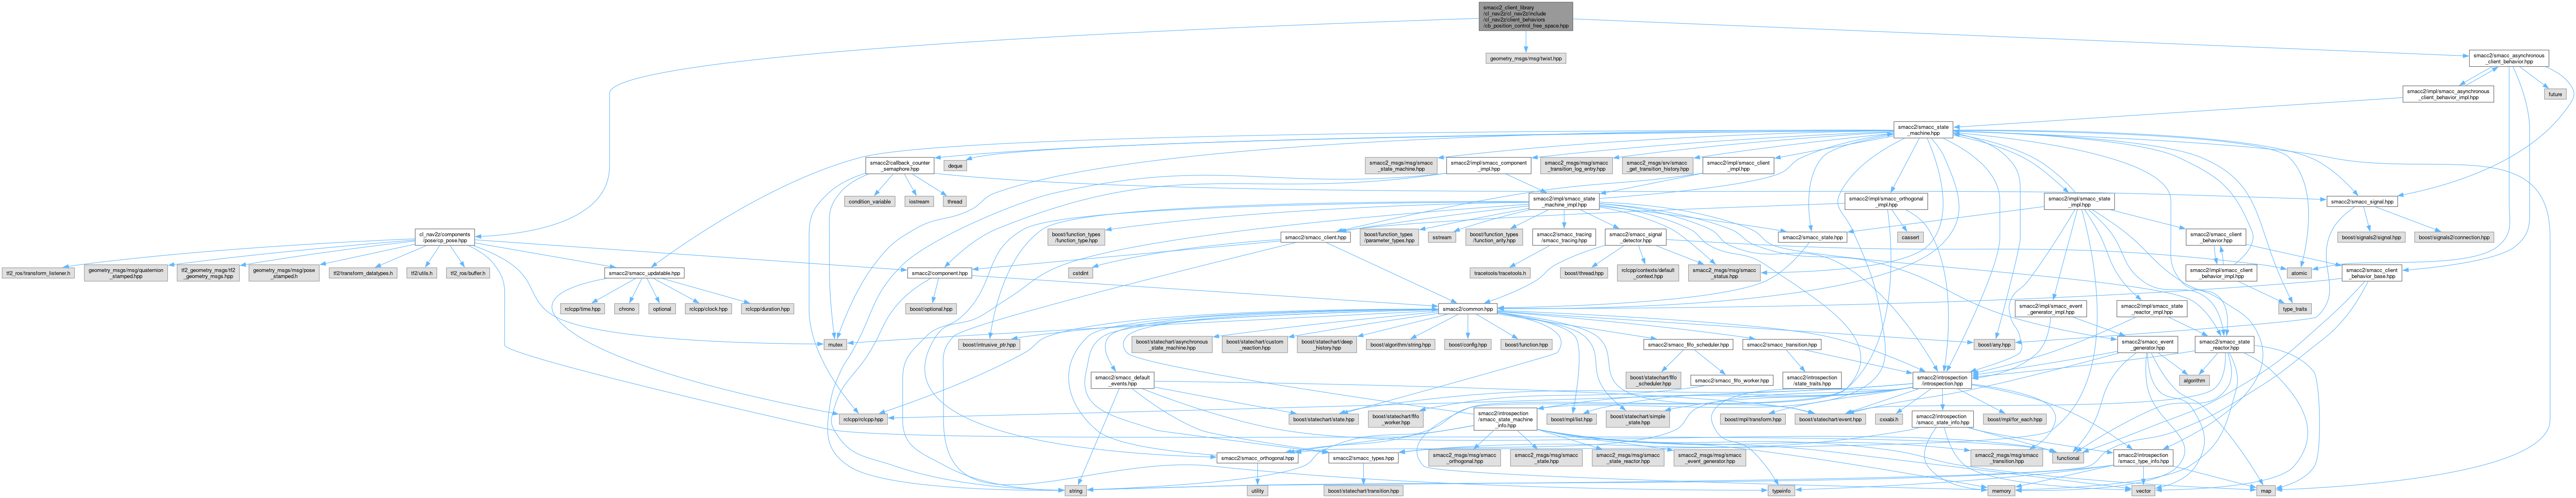 smacc2_client_library
/cl_nav2z/cl_nav2z/include
/cl_nav2z/client_behaviors
/cb_position_control_free_space.hpp
geometry_msgs/msg/twist.hpp
smacc2/smacc_asynchronous
_client_behavior.hpp
smacc2/impl/smacc_asynchronous
_client_behavior_impl.hpp
future
smacc2/smacc_state
_machine.hpp
smacc2/callback_counter
_semaphore.hpp
deque
smacc2_msgs/msg/smacc
_state_machine.hpp
smacc2/impl/smacc_component
_impl.hpp
smacc2_msgs/msg/smacc
_transition_log_entry.hpp
smacc2_msgs/srv/smacc
_get_transition_history.hpp
smacc2/impl/smacc_client
_impl.hpp
condition_variable
iostream
thread
smacc2/impl/smacc_state
_machine_impl.hpp
smacc2/impl/smacc_orthogonal
_impl.hpp
smacc2/impl/smacc_state
_impl.hpp
smacc2/smacc_signal.hpp
cl_nav2z/components
/pose/cp_pose.hpp
boost/function_types
/function_type.hpp
smacc2/smacc_client.hpp
boost/function_types
/parameter_types.hpp
sstream
boost/function_types
/function_arity.hpp
smacc2/smacc_tracing
/smacc_tracing.hpp
smacc2/smacc_signal
_detector.hpp
smacc2/smacc_state.hpp
cassert
smacc2/smacc_client
_behavior.hpp
boost/signals2/signal.hpp
boost/signals2/connection.hpp
tf2_ros/transform_listener.h
geometry_msgs/msg/quaternion
_stamped.hpp
tf2_geometry_msgs/tf2
_geometry_msgs.hpp
geometry_msgs/msg/pose
_stamped.h
tf2/transform_datatypes.h
tf2/utils.h
tf2_ros/buffer.h
smacc2/smacc_updatable.hpp
smacc2/component.hpp
cstdint
tracetools/tracetools.h
boost/thread.hpp
rclcpp/contexts/default
_context.hpp
smacc2_msgs/msg/smacc
_status.hpp
smacc2/impl/smacc_client
_behavior_impl.hpp
atomic
smacc2/smacc_client
_behavior_base.hpp
rclcpp/time.hpp
chrono
optional
rclcpp/clock.hpp
rclcpp/duration.hpp
boost/optional.hpp
smacc2/common.hpp
smacc2/impl/smacc_event
_generator_impl.hpp
smacc2/impl/smacc_state
_reactor_impl.hpp
type_traits
mutex
boost/intrusive_ptr.hpp
boost/statechart/asynchronous
_state_machine.hpp
boost/statechart/custom
_reaction.hpp
boost/statechart/deep
_history.hpp
boost/algorithm/string.hpp
boost/config.hpp
boost/function.hpp
smacc2/smacc_fifo_scheduler.hpp
smacc2/smacc_transition.hpp
boost/any.hpp
smacc2/smacc_event
_generator.hpp
smacc2/smacc_state
_reactor.hpp
smacc2/smacc_default
_events.hpp
boost/statechart/fifo
_scheduler.hpp
smacc2/smacc_fifo_worker.hpp
smacc2/introspection
/state_traits.hpp
smacc2/introspection
/introspection.hpp
algorithm
rclcpp/rclcpp.hpp
boost/statechart/state.hpp
boost/statechart/fifo
_worker.hpp
smacc2/introspection
/smacc_state_machine
_info.hpp
boost/mpl/list.hpp
boost/statechart/simple
_state.hpp
boost/mpl/transform.hpp
boost/statechart/event.hpp
cxxabi.h
smacc2/introspection
/smacc_state_info.hpp
boost/mpl/for_each.hpp
smacc2/smacc_orthogonal.hpp
smacc2/smacc_types.hpp
smacc2_msgs/msg/smacc
_orthogonal.hpp
smacc2_msgs/msg/smacc
_state.hpp
smacc2_msgs/msg/smacc
_state_reactor.hpp
smacc2_msgs/msg/smacc
_event_generator.hpp
smacc2_msgs/msg/smacc
_transition.hpp
functional
smacc2/introspection
/smacc_type_info.hpp
string
utility
boost/statechart/transition.hpp
typeinfo
memory
vector
map